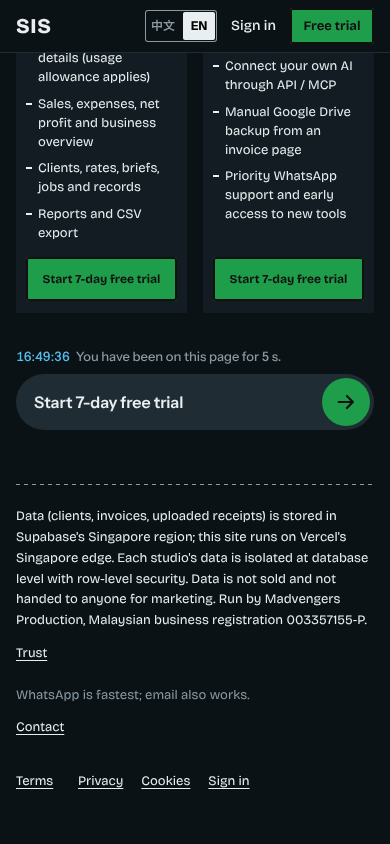 SIS
中文 EN Sign in Free trial
details (usage
allowance applies)
Sales, expenses, net
profit and business
overview
Clients, rates, briefs,
jobs and records
Reports and CSV
export
Start 7-day free trial
Connect your own AI
through API / MCP
Manual Google Drive
backup from an
invoice page
Priority WhatsApp
support and early
access to new tools
Start 7-day free trial
16:49:36 You have been on this page for 5 s.
Start 7-day free trial
Data (clients, invoices, uploaded receipts) is stored in
Supabase's Singapore region; this site runs on Vercel's
Singapore edge. Each studio's data is isolated at database
level with row-level security. Data is not sold and not
handed to anyone for marketing. Run by Madvengers
Production, Malaysian business registration 003357155-P.
Trust
WhatsApp is fastest; email also works.
Contact
Terms Privacy Cookies Sign in